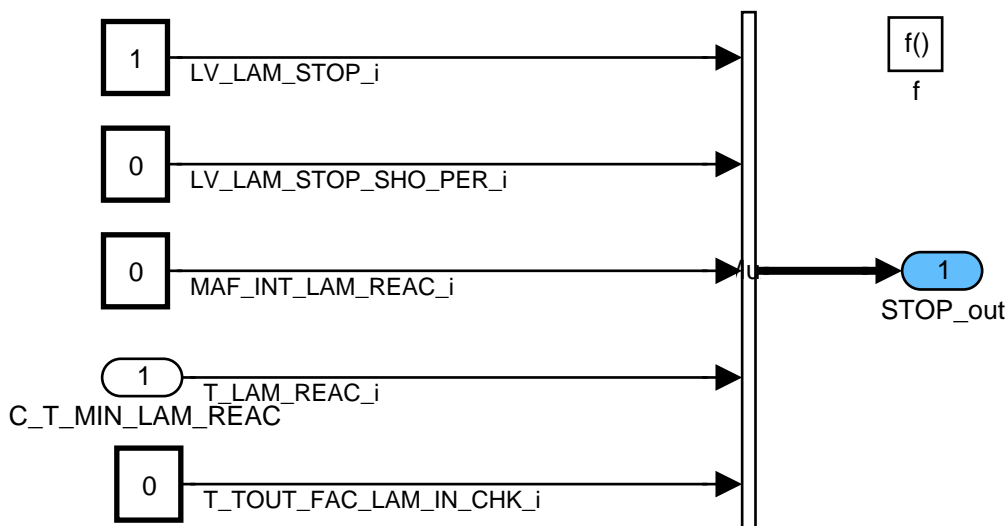 1
LV_LAM_STOP_i
f()
f
0
LV_LAM_STOP_SHO_PER_i
0
MAF_INT_LAM_REAC_i
1
STOP_out
1
T_LAM_REAC_i
C_T_MIN_LAM_REAC
0
T_TOUT_FAC_LAM_IN_CHK_i